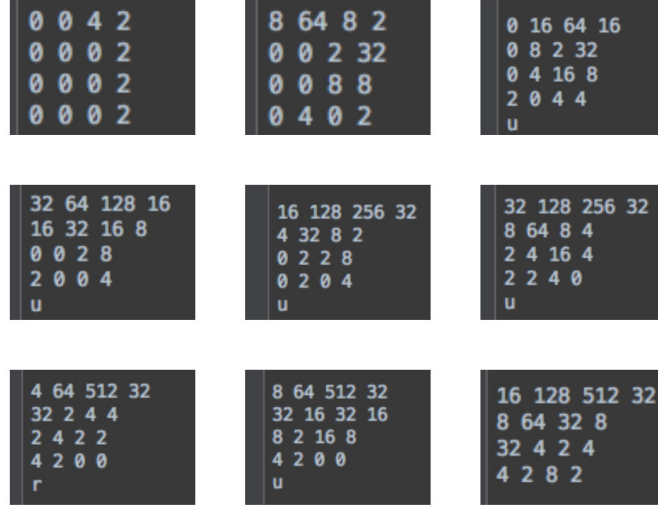 0 0 4 2
0 0 0 2
0 0 0 2
0 0 0 2
8 64 8 2
0 0 2 32
0 0 8 8
0 4 0 2
0 16 64 16
0 8 2 32
0 4 16 8
2 0 4 4
u
32 64 128 16
16 32 16 8
0 0 2 8
2 0 0 4
u
16 128 256 32
4 32 8 2
0 2 2 8
0 2 0 4
u
32 128 256 32
8 64 8 4
2 4 16 4
2 2 4 0
u
4 64 512 32
32 2 4 4
2 4 2 2
4 2 0 0
r
8 64 512 32
32 16 32 16
8 2 16 8
4 2 0 0
u
16 128 512 32
8 64 32 8
32 4 2 4
4 2 8 2